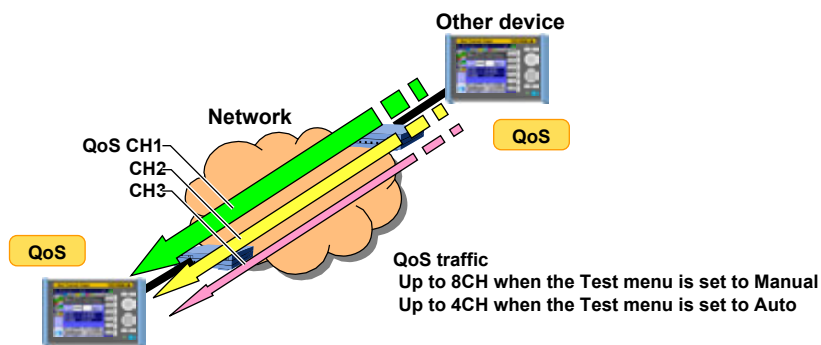 Other device
Network
QoS CH1
CH2
CH3
QoS
QoS
QoS traffic
Up to 8CH when the Test menu is set to Manual
Up to 4CH when the Test menu is set to Auto